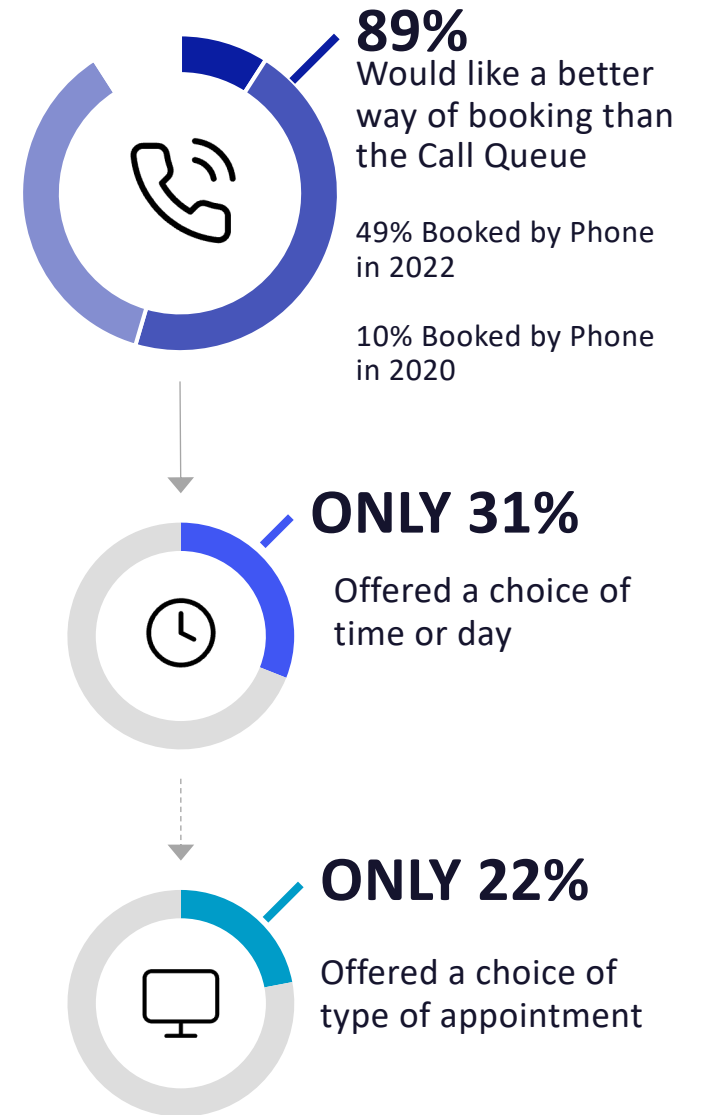 89%
Would like a better
way of booking than
the Call Queue
49% Booked by Phone
in 2022
10% Booked by Phone
in 2020
ONLY 31%
Offered a choice of
time or day
ONLY 22%
Offered a choice of
type of appointment